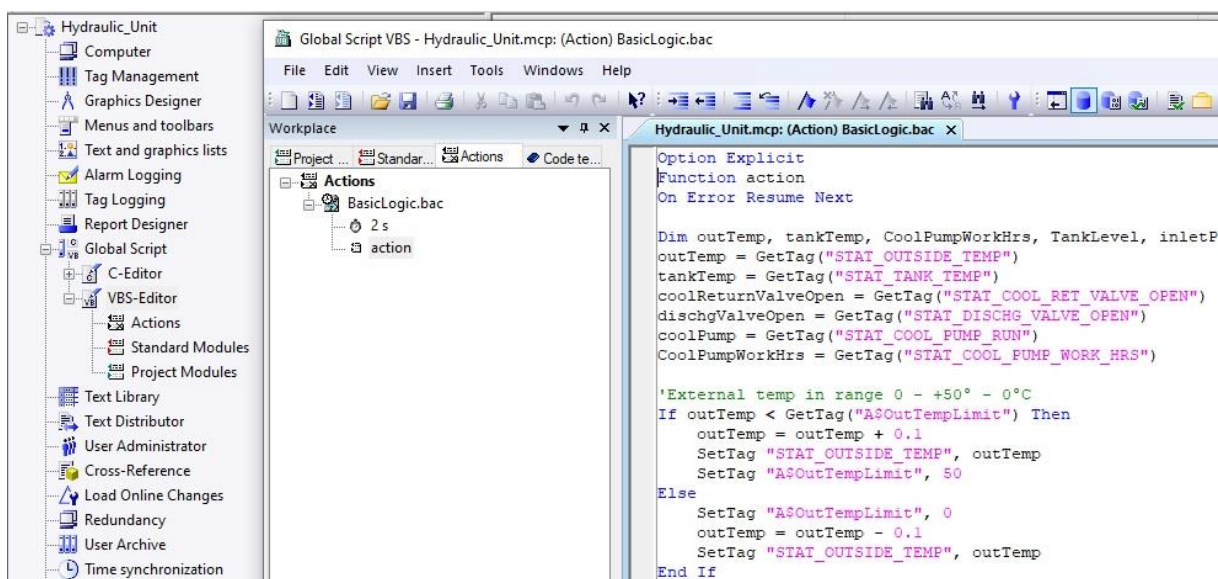 Hydraulic_Unit
Computer
Tag Management
Graphics Designer
Menus and toolbars
Text and graphics lists
Alarm Logging
Tag Logging
Report Designer
Global Script
C-Editor
VBS-Editor
Actions
Standard Modules
Project Modules
Text Library
Text Distributor
User Administrator
Cross-Reference
Load Online Changes
Redundancy
User Archive
Time synchronization
Global Script VBS - Hydraulic_Unit.mcp: (Action) BasicLogic.bac
File Edit View Insert Tools Windows Help
Workplace
Project ... Standar... Actions Code te...
Actions
BasicLogic.bac
2 s
action
Hydraulic_Unit.mcp: (Action) BasicLogic.bac
Option Explicit
Function action
On Error Resume Next
Dim outTemp, tankTemp, CoolPumpWorkHrs, TankLevel, inletP
outTemp = GetTag("STAT_OUTSIDE_TEMP")
tankTemp = GetTag("STAT_TANK_TEMP")
coolReturnValveOpen = GetTag("STAT_COOL_RET_VALVE_OPEN")
dischgValveOpen = GetTag("STAT_DISCHG_VALVE_OPEN")
coolPump = GetTag("STAT_COOL_PUMP_RUN")
CoolPumpWorkHrs = GetTag("STAT_COOL_PUMP_WORK_HRS")
'External temp in range 0 - +50° - 0°C
If outTemp < GetTag("A$OutTempLimit") Then
outTemp = outTemp + 0.1
SetTag "STAT_OUTSIDE_TEMP", outTemp
SetTag "A$OutTempLimit", 50
Else
SetTag "A$OutTempLimit", 0
outTemp = outTemp - 0.1
SetTag "STAT_OUTSIDE_TEMP", outTemp
End If